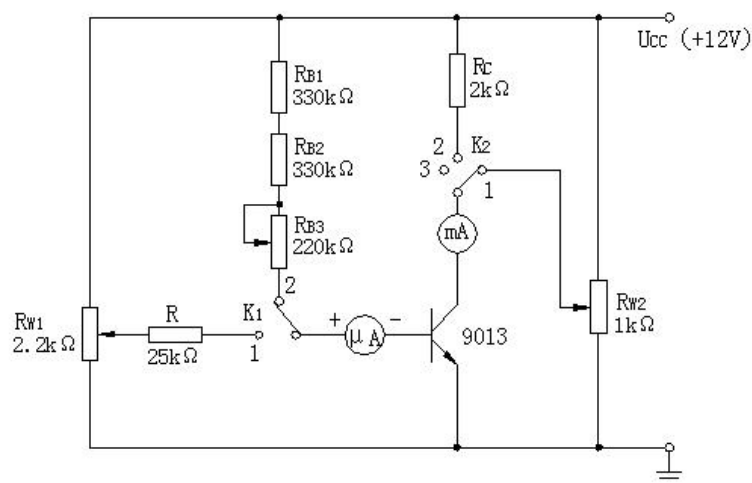 UCC (+12V)
RB1
330kΩ
RB2
330kΩ
RB3
220kΩ
RC
2kΩ
2
K2
3
1
mA
2
K1
1
RW1
2.2kΩ
R
25kΩ
+
-
μA
9013
RW2
1kΩ